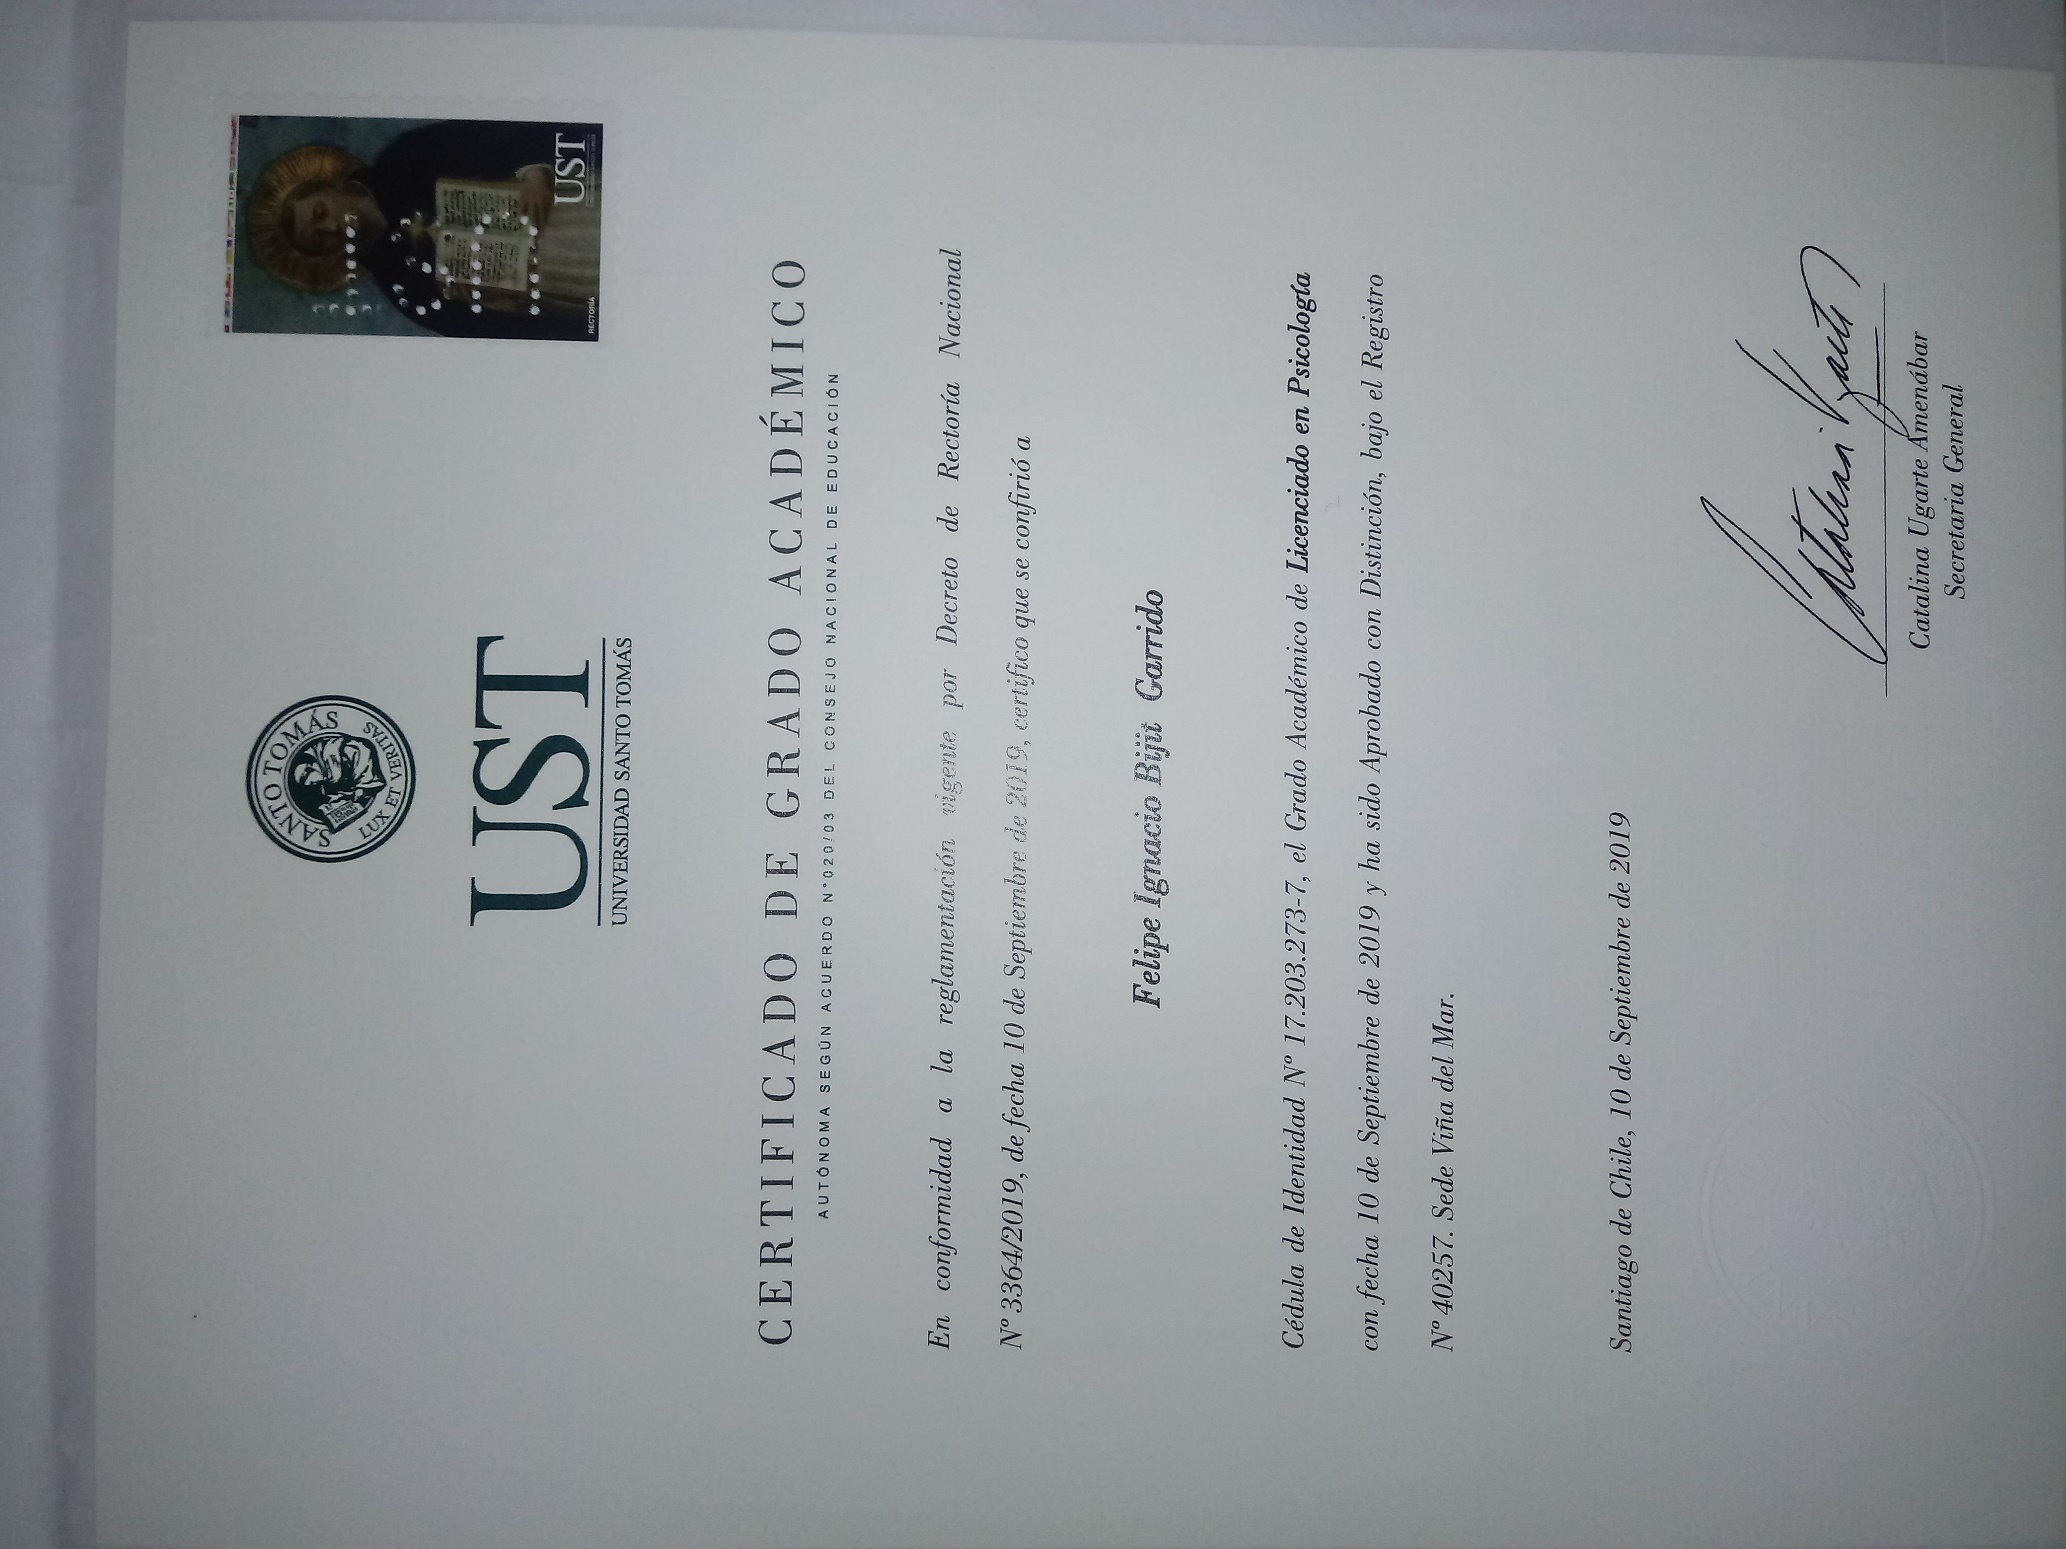 SANTO TOMÁS
LUX ET VERITAS
UST
UNIVERSIDAD SANTO TOMÁS
UST
RECTORÍA
CERTIFICADO DE GRADO ACADÉMICO
AUTÓNOMA SEGÚN ACUERDO N°020/03 DEL CONSEJO NACIONAL DE EDUCACIÓN
En conformidad a la reglamentación vigente por Decreto de Rectoría Nacional
N° 3364/2019, de fecha 10 de Septiembre de 2019, certifico que se confirió a
Felipe Ignacio Bijit Garrido
Cédula de Identidad N° 17.203.273-7, el Grado Académico de Licenciado en Psicología
con fecha 10 de Septiembre de 2019 y ha sido Aprobado con Distinción, bajo el Registro
N° 40257. Sede Viña del Mar.
Santiago de Chile, 10 de Septiembre de 2019
Catalina Ugarte Amenábar
Secretaria General